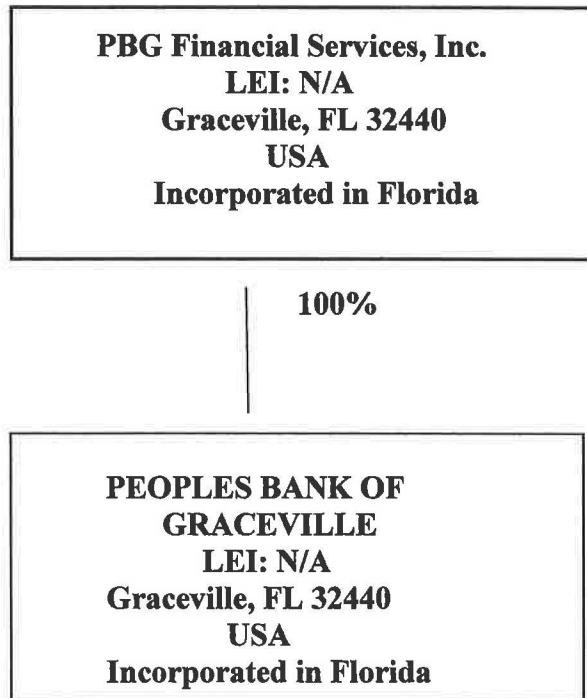 PBG Financial Services, Inc.
LEI: N/A
Graceville, FL 32440
USA
Incorporated in Florida
100%
PEOPLES BANK OF
GRACEVILLE
LEI: N/A
Graceville, FL 32440
USA
Incorporated in Florida